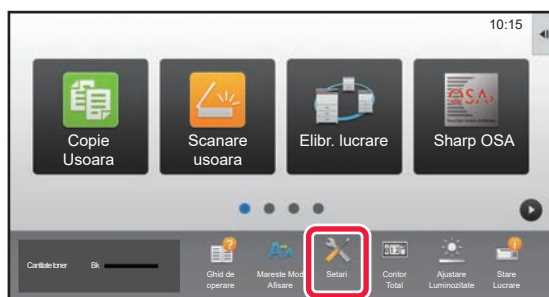 10:15
Copie
Usoara
Scanare
usoara
Elibr. lucrare
Sharp OSA
Cantitate toner Bk
Ghid de
operare
Mareste Mod
Afisare
Setari
Contor
Total
Ajustare
Luminozitate
Stare
Lucrare